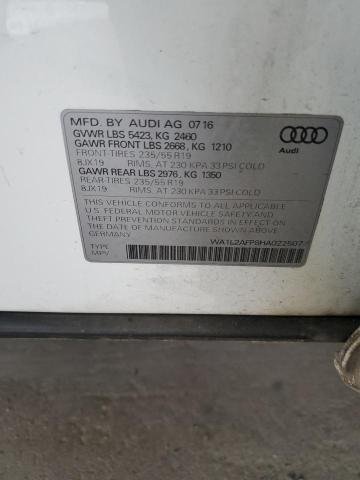 MFD. BY AUDI AG 07 16
GVWR LBS 5423, KG 2460
GAWR FRONT LBS 2668, KG 1210
FRONT-TIRES 235/55 R19
8JX19 RIMS, AT 230 KPA 33 PSI COLD
GAWR REAR LBS 2976, KG 1350
REAR-TIRES 235/55 R19
8JX19 RIMS, AT 230 KPA 33 PSI COLD
Audi
THIS VEHICLE CONFORMS TO ALL APPLICABLE
U.S. FEDERAL MOTOR VEHICLE SAFETY, BUMPER, AND
THEFT PREVENTION STANDARDS IN EFFECT ON THE
DATE OF MANUFACTURE SHOWN ABOVE
GERMANY
TYPE: WA1L2AFP8HA022507
MPV